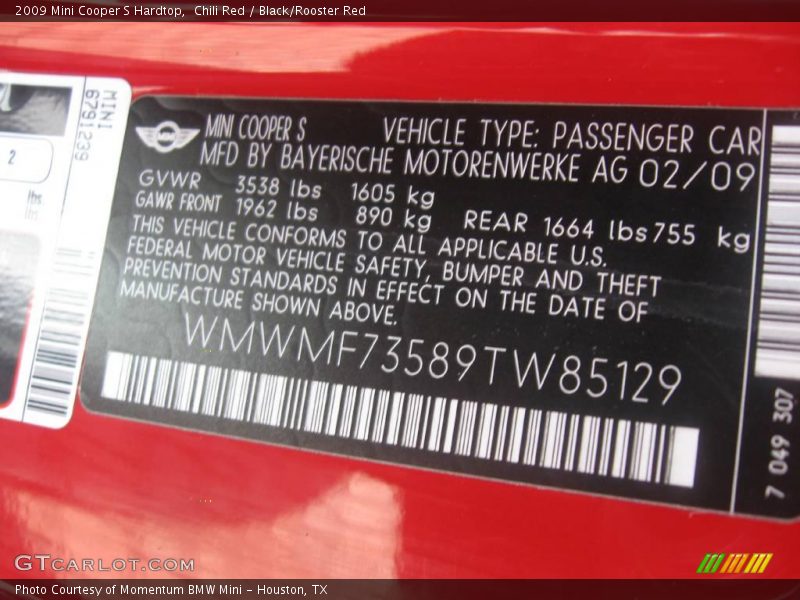 2009 Mini Cooper S Hardtop,  Chili Red / Black/Rooster Red
MINI
6791239
2
lbs
lbs
MINI COOPER S VEHICLE TYPE: PASSENGER CAR
MFD BY BAYERISCHE MOTORENWERKE AG 02/09
GVWR 3538 lbs 1605 kg
GAWR FRONT 1962 lbs 890 kg REAR 1664 lbs 755 kg
THIS VEHICLE CONFORMS TO ALL APPLICABLE U.S.
FEDERAL MOTOR VEHICLE SAFETY, BUMPER AND THEFT
PREVENTION STANDARDS IN EFFECT ON THE DATE OF
MANUFACTURE SHOWN ABOVE.
WMWMF73589TW85129
7 049 307
GTCARLOT.COM
Photo Courtesy of Momentum BMW Mini - Houston, TX